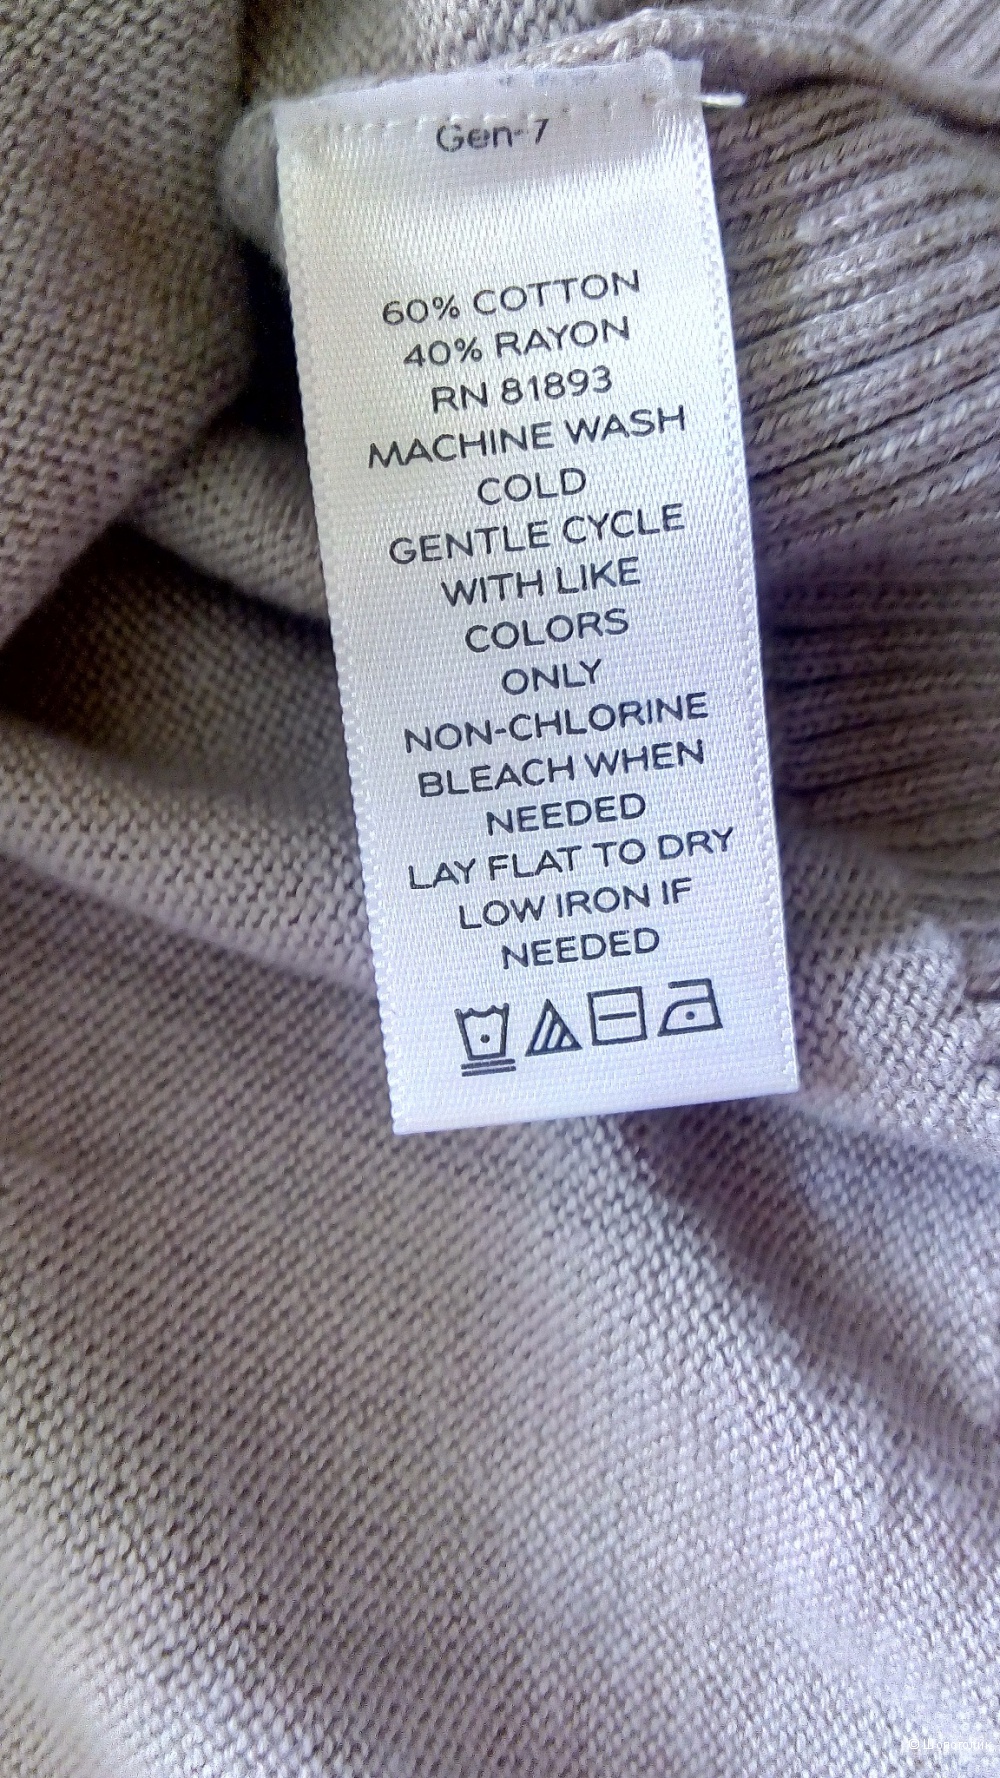 Gen-7
60% COTTON
40% RAYON
RN 81893
MACHINE WASH
COLD
GENTLE CYCLE
WITH LIKE
COLORS
ONLY
NON-CHLORINE
BLEACH WHEN
NEEDED
LAY FLAT TO DRY
LOW IRON IF
NEEDED